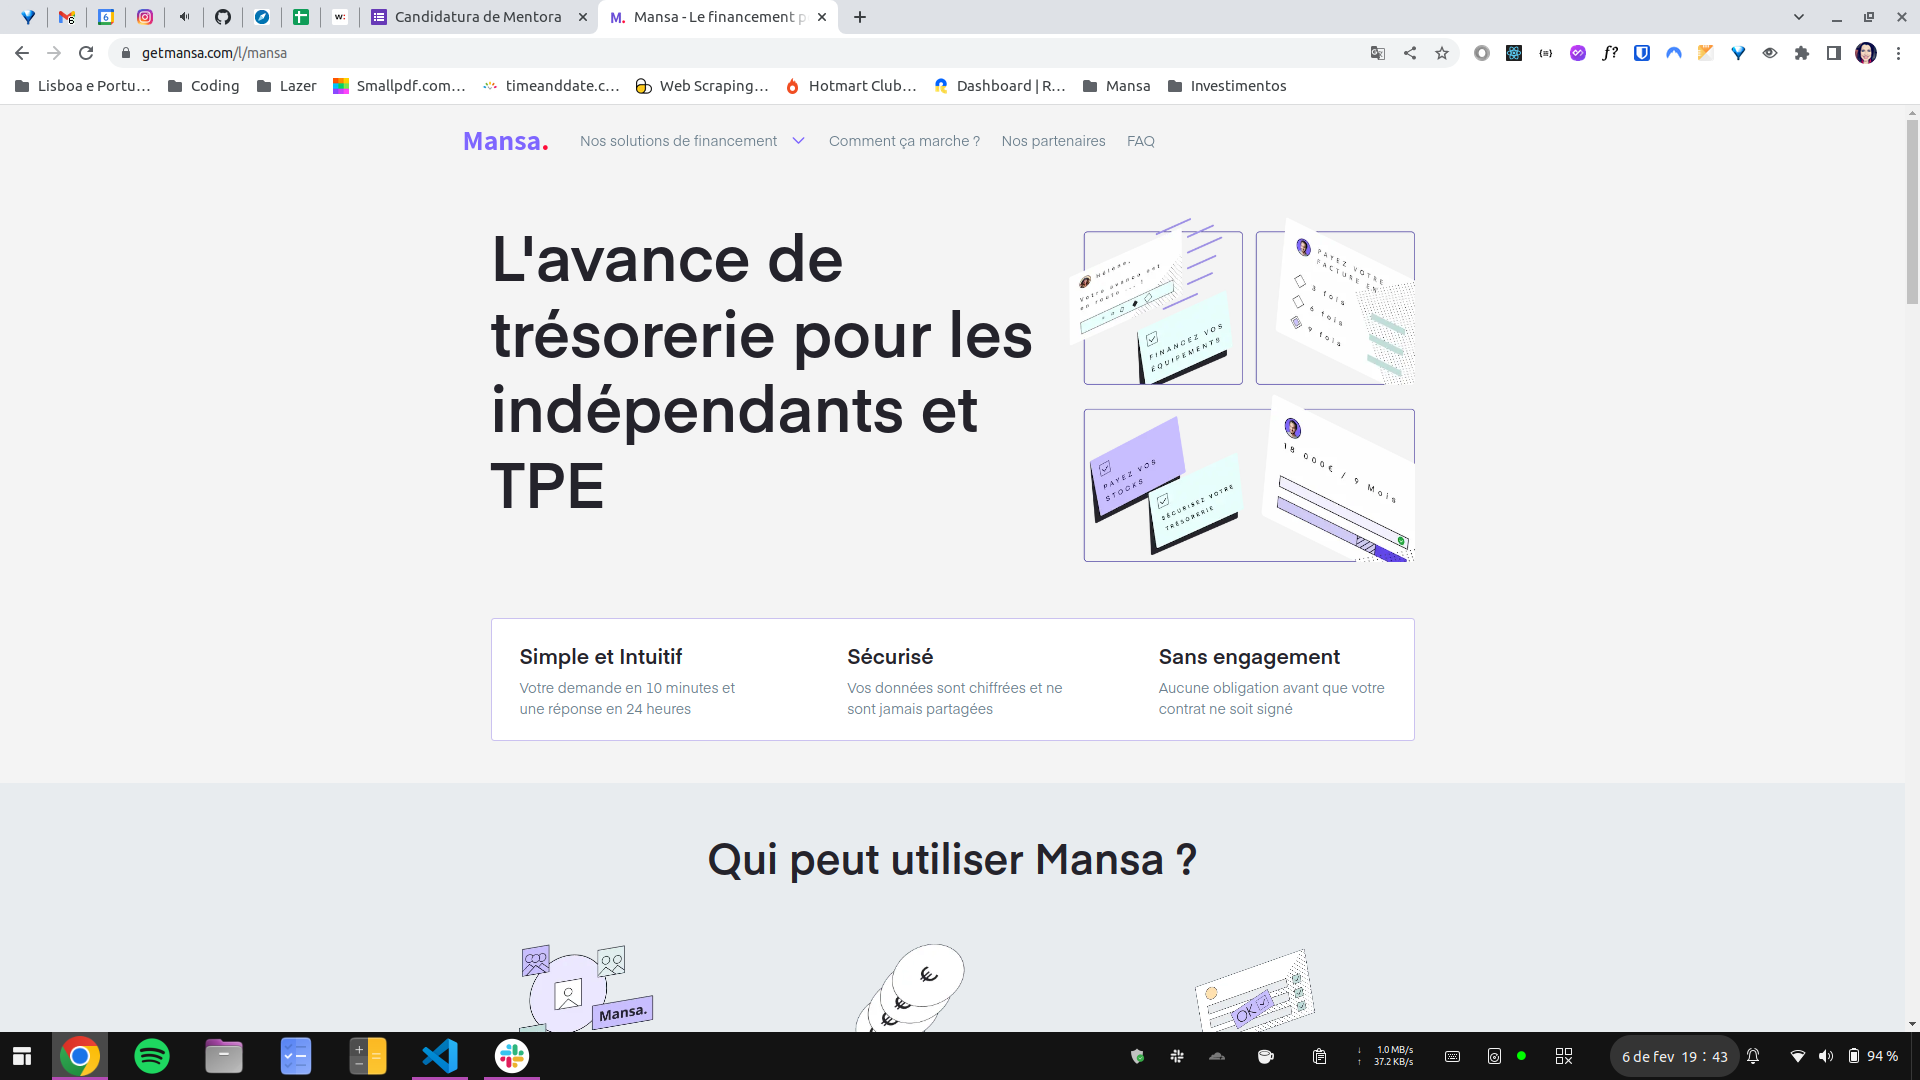 Candidatura de Mentora
M. Mansa - Le financement p
getmansa.com/l/mansa
Lisboa e Portu…
Coding
Lazer
Smallpdf.com…
timeanddate.c…
Web Scraping…
Hotmart Club…
Dashboard | R…
Mansa
Investimentos
Mansa.
Nos solutions de financement
Comment ça marche ?
Nos partenaires
FAQ
L'avance de
trésorerie pour les
indépendants et
TPE
Hélène,
Votre avance est
en route ... !
FINANCEZ VOS
ÉQUIPEMENTS
PAYEZ VOTRE
FACTURE EN
3 fois
6 fois
9 fois
PAYEZ VOS
STOCKS
SÉCURISEZ VOTRE
TRÉSORERIE
18 000€ / 9 Mois
Simple et Intuitif
Votre demande en 10 minutes et
une réponse en 24 heures
Sécurisé
Vos données sont chiffrées et ne
sont jamais partagées
Sans engagement
Aucune obligation avant que votre
contrat ne soit signé
Qui peut utiliser Mansa ?
Mansa.
OK
↓ 1.0 MB/s
↑ 37.2 KB/s
6 de fev 19 : 43
94 %